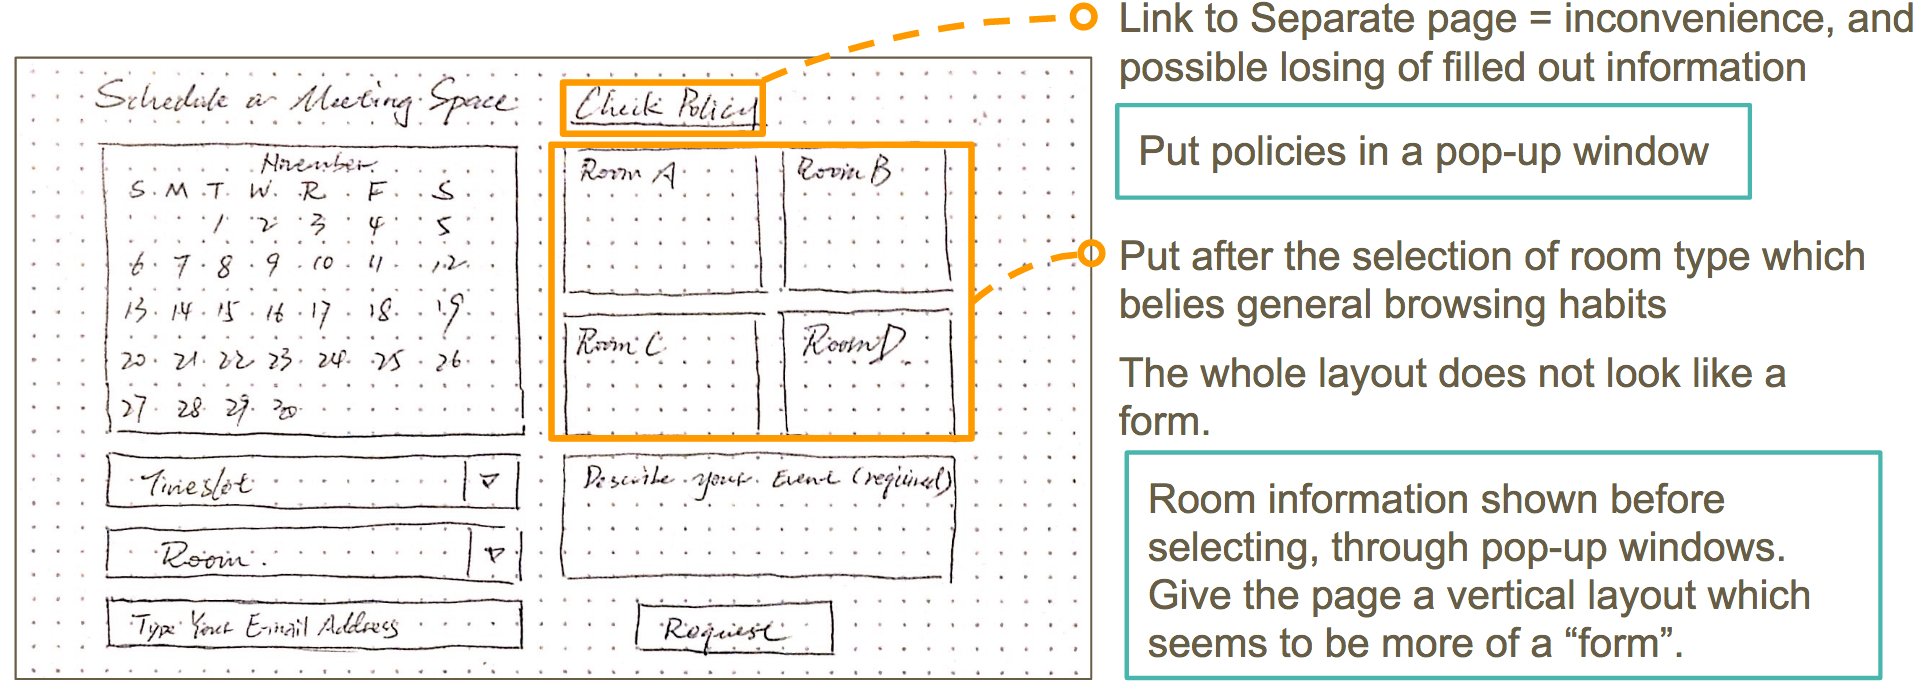 Link to Separate page = inconvenience, and
possible losing of filled out information
Put policies in a pop-up window
Put after the selection of room type which
belies general browsing habits
The whole layout does not look like a
form.
Room information shown before
selecting, through pop-up windows.
Give the page a vertical layout which
seems to be more of a “form”.
Schedule a Meeting Space
Check Policy
November
S M T W R F S
1 2 3 4 5
6 7 8 9 10 11 12
13 14 15 16 17 18 19
20 21 22 23 24 25 26
27 28 29 30
Timeslot
Room
Type Your E-mail Address
Room A
Room B
Room C
Room D
Describe your Event (required)
Request